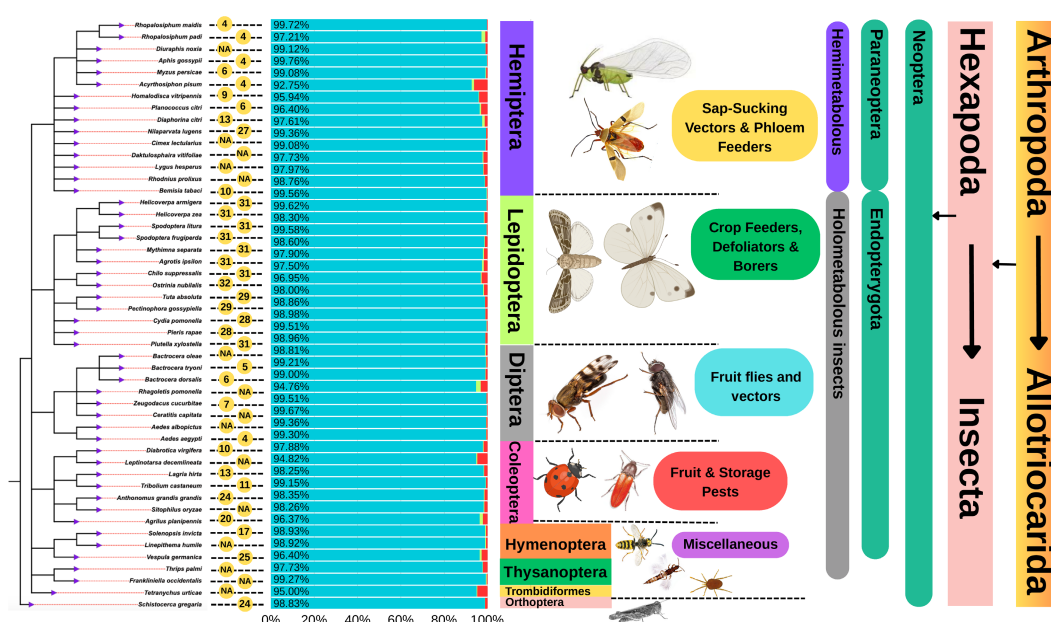 Rhopalosiphum maidis
Rhopalosiphum padi
Diuraphis noxia
Aphis gossypii
Myzus persicae
Acyrthosiphon pisum
Homalodisca vitripennis
Planococcus citri
Diaphorina citri
Nilaparvata lugens
Cimex lectularius
Daktulosphaira vitifoliae
Lygus hesperus
Rhodnius prolixus
Bemisia tabaci
Helicoverpa armigera
Helicoverpa zea
Spodoptera litura
Spodoptera frugiperda
Mythimna separata
Agrotis ipsilon
Chilo suppressalis
Ostrinia nubilalis
Tuta absoluta
Pectinophora gossypiella
Cydia pomonella
Pieris rapae
Plutella xylostella
Bactrocera oleae
Bactrocera tryoni
Bactrocera dorsalis
Rhagoletis pomonella
Zeugodacus cucurbitae
Ceratitis capitata
Aedes albopictus
Aedes aegypti
Diabrotica virgifera
Leptinotarsa decemlineata
Lagria hirta
Tribolium castaneum
Anthonomus grandis grandis
Sitophilus oryzae
Agrilus planipennis
Solenopsis invicta
Linepithema humile
Vespula germanica
Thrips palmi
Frankliniella occidentalis
Tetranychus urticae
Schistocerca gregaria
4
4
NA
4
6
4
9
6
13
27
NA
NA
NA
NA
10
31
31
31
31
31
31
31
32
29
29
28
28
31
NA
5
6
NA
7
NA
NA
4
10
NA
13
11
24
NA
20
17
NA
25
NA
NA
NA
24
99.72%
97.21%
99.12%
99.76%
99.08%
92.75%
95.94%
96.40%
97.61%
99.36%
99.08%
97.73%
97.97%
98.76%
99.56%
99.62%
98.30%
99.58%
98.60%
97.90%
97.50%
96.95%
98.00%
98.86%
98.98%
99.51%
98.96%
98.81%
99.21%
99.00%
94.76%
99.51%
99.67%
99.36%
99.30%
97.88%
94.82%
98.25%
99.15%
98.35%
98.26%
96.37%
98.93%
98.92%
96.40%
97.73%
99.27%
95.00%
98.83%
0% 20% 40% 60% 80% 100%
Hemiptera
Lepidoptera
Diptera
Coleoptera
Hymenoptera
Thysanoptera
Trombidiformes
Orthoptera
Sap-Sucking
Vectors & Phloem
Feeders
Crop Feeders,
Defoliators &
Borers
Fruit flies and
vectors
Fruit & Storage
Pests
Miscellaneous
Hemimetabolous
Holometabolous insects
Paraneoptera
Endopterygota
Neoptera
Hexapoda
Insecta
Arthropoda
Allotriocarida